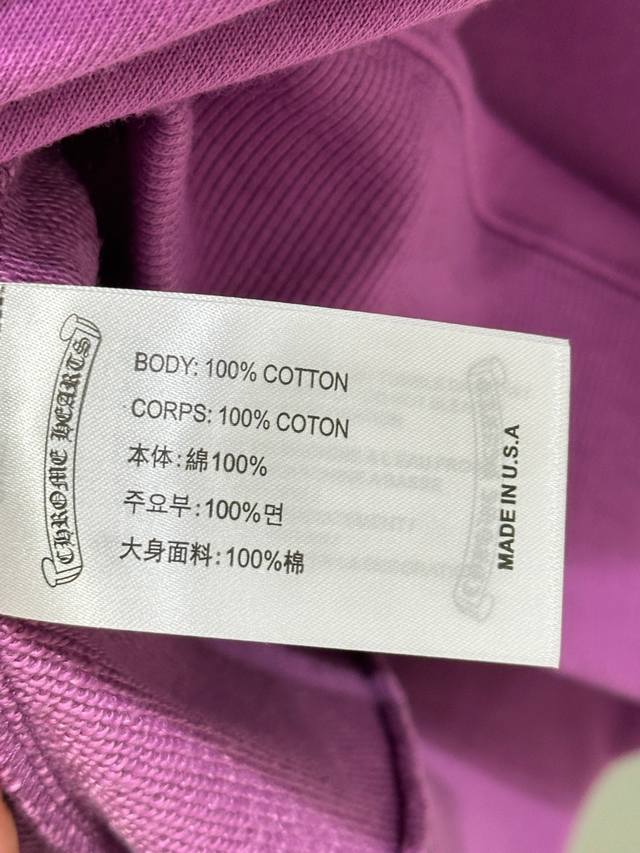 CHROME HEARTS
BODY: 100% COTTON
CORPS: 100% COTON
本体:綿100%
주요부:100%면
大身面料:100%棉
MADE IN U.S.A